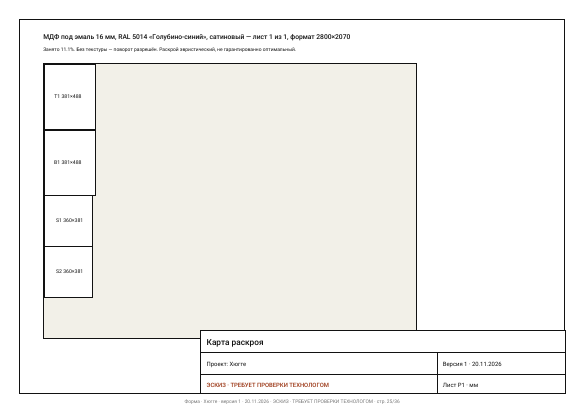 МДФ под эмаль 16 мм, RAL 5014 «Голубино-синий», сатиновый — лист 1 из 1, формат 2800×2070
Занято 11.1%. Без текстуры — поворот разрешён. Раскрой эвристический, не гарантированно оптимальный.
T1 381×488
B1 381×488
S1 360×381
S2 360×381
Карта раскроя
Проект: Хюгге
Версия 1 · 20.11.2026
ЭСКИЗ · ТРЕБУЕТ ПРОВЕРКИ ТЕХНОЛОГОМ
Лист Р1 · мм
Форма · Хюгге · версия 1 · 20.11.2026 · ЭСКИЗ · ТРЕБУЕТ ПРОВЕРКИ ТЕХНОЛОГОМ · стр. 25/36